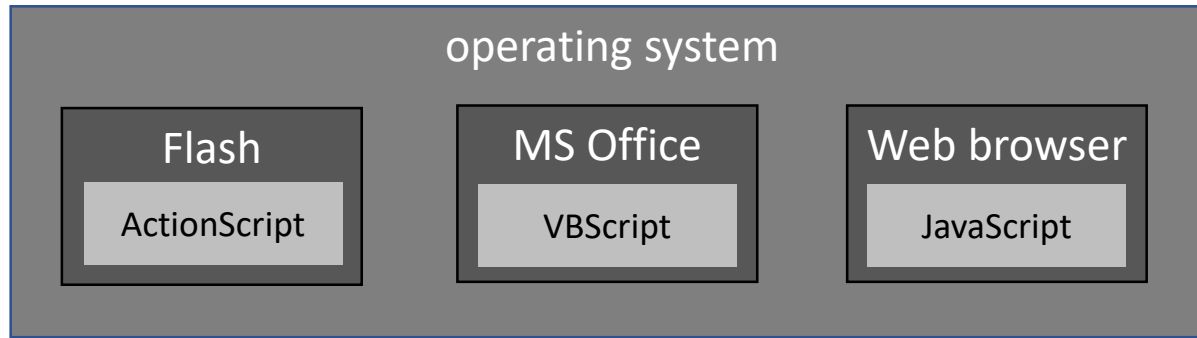 operating system
Flash
MS Office
Web browser
ActionScript
VBScript
JavaScript